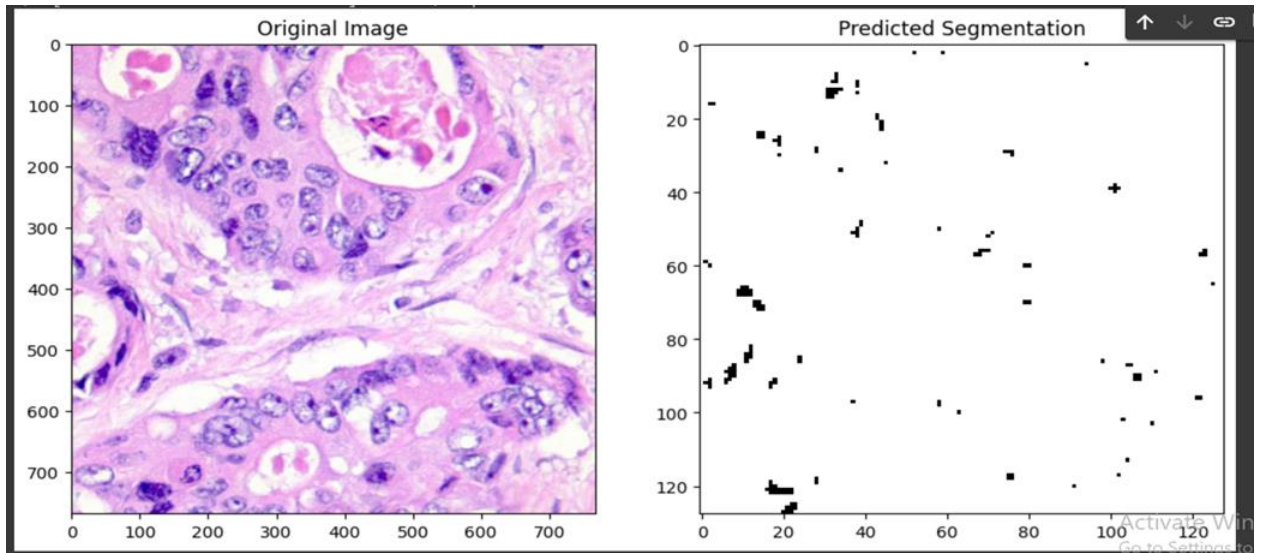 Original Image
0
100
200
300
400
500
600
700
0 100 200 300 400 500 600 700
Predicted Segmentation
0
20
40
60
80
100
120
0 20 40 60 80 100 120
Activate Win
Go to Settings to